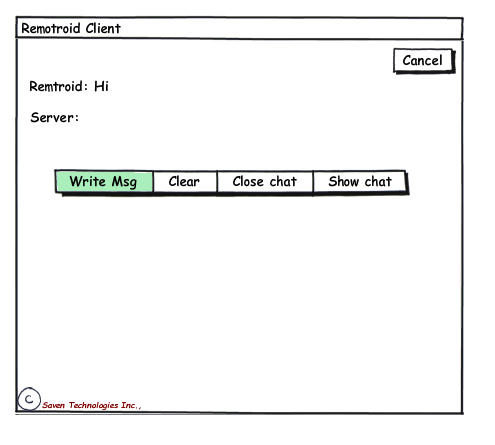 Remotroid Client
Cancel
Remtroid: Hi
Server:
Write Msg Clear Close chat Show chat
C Saven Technologies Inc.,